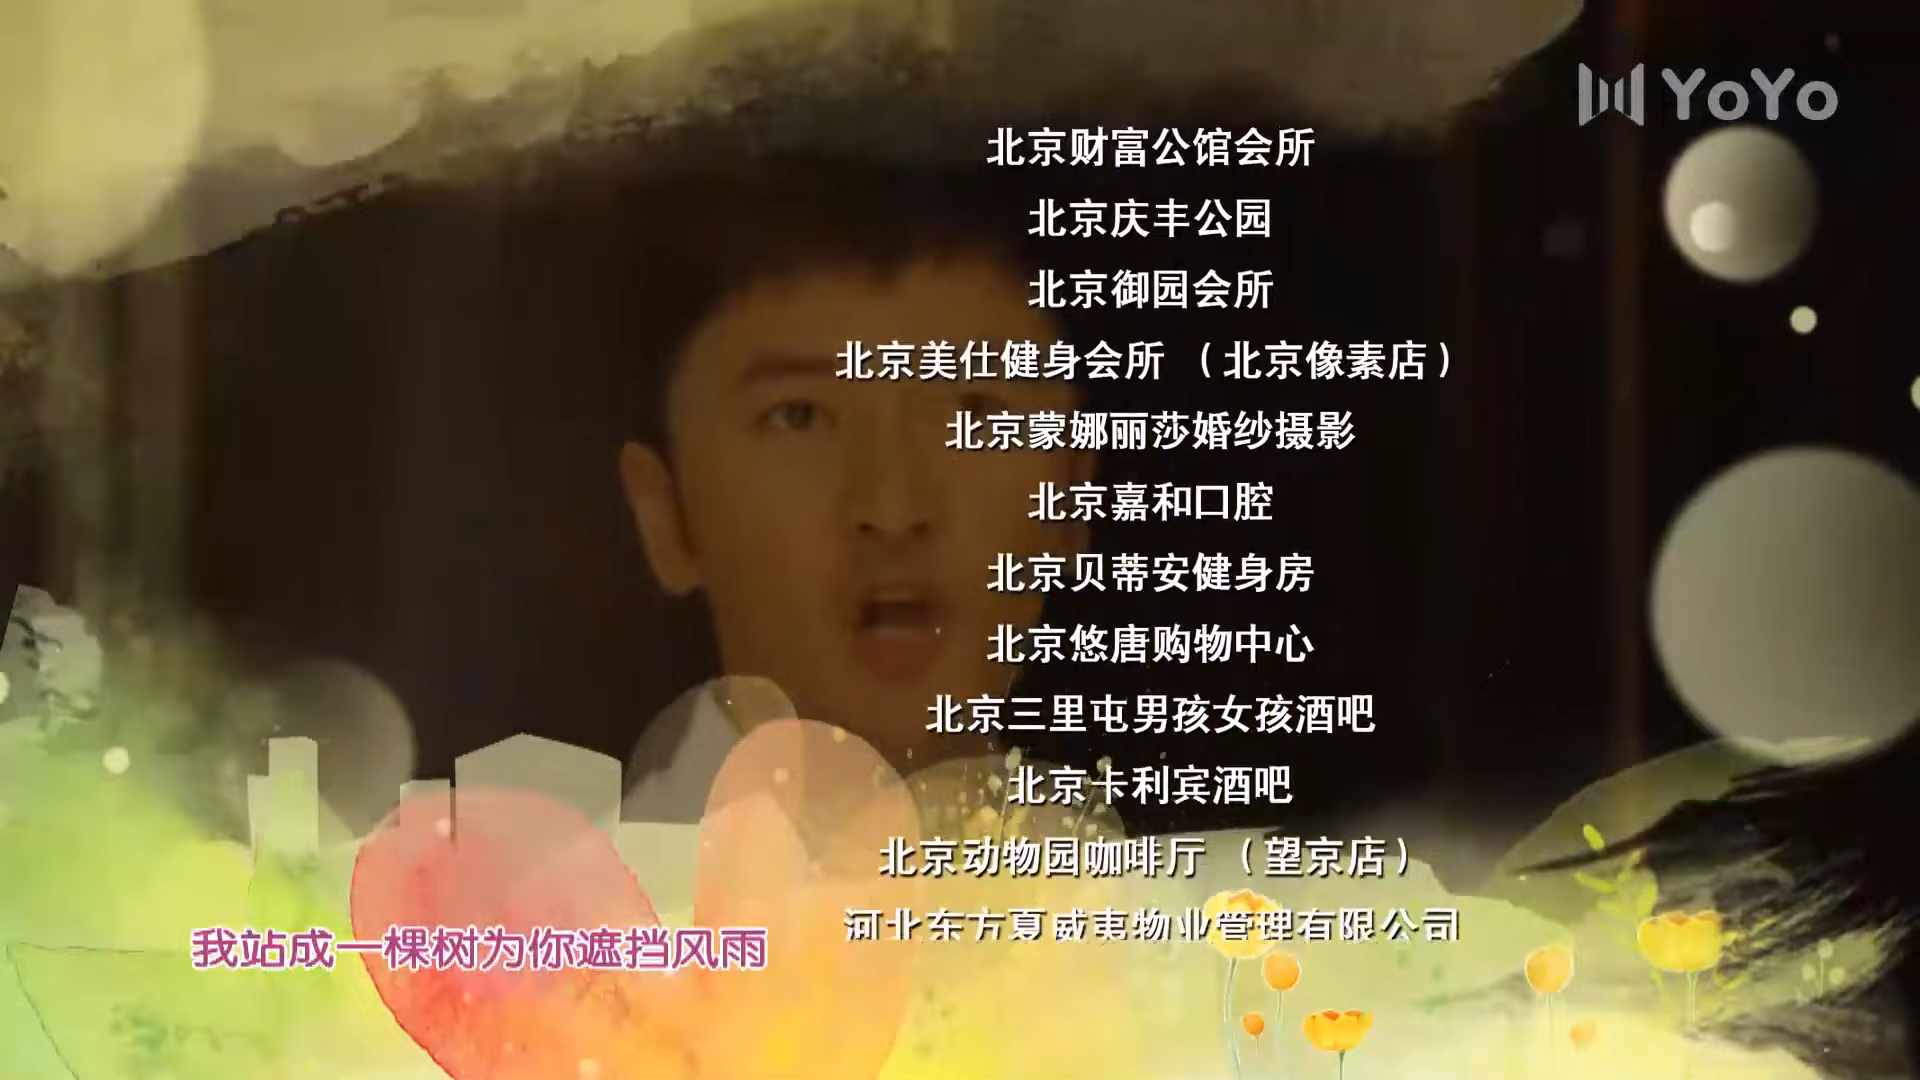 YoYo
北京财富公馆会所
北京庆丰公园
北京御园会所
北京美仕健身会所 （北京像素店）
北京蒙娜丽莎婚纱摄影
北京嘉和口腔
北京贝蒂安健身房
北京悠唐购物中心
北京三里屯男孩女孩酒吧
北京卡利宾酒吧
北京动物园咖啡厅 （望京店）
河北东方夏威夷物业管理有限公司
我站成一棵树为你遮挡风雨